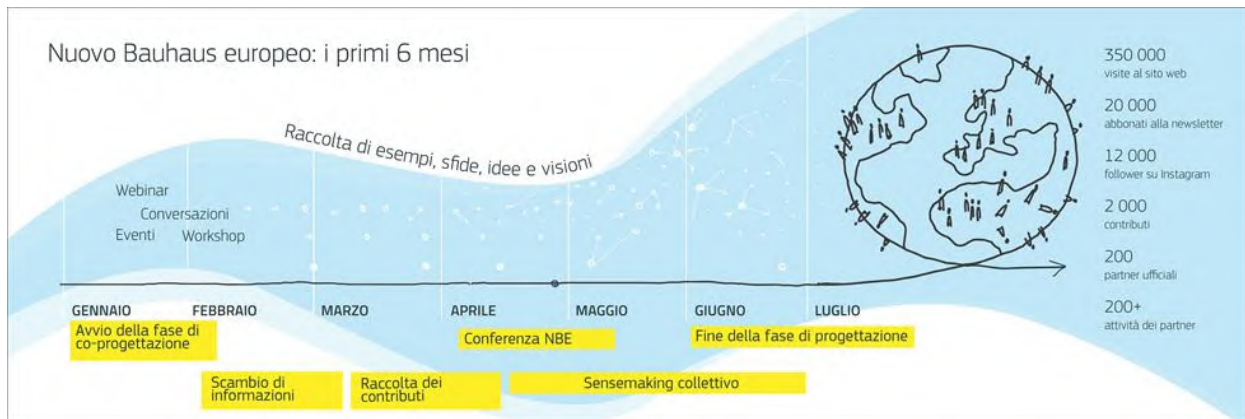 Nuovo Bauhaus europeo: i primi 6 mesi
Raccolta di esempi, sfide, idee e visioni
Webinar
Conversazioni
Eventi
Workshop
GENNAIO
FEBBRAIO
MARZO
APRILE
MAGGIO
GIUGNO
LUGLIO
Avvio della fase di
co-progettazione
Conferenza NBE
Fine della fase di progettazione
Scambio di
informazioni
Raccolta dei
contributi
Sensemaking collettivo
350 000
visite al sito web
20 000
abbonati alla newsletter
12 000
follower su Instagram
2 000
contributi
200
partner ufficiali
200+
attività dei partner